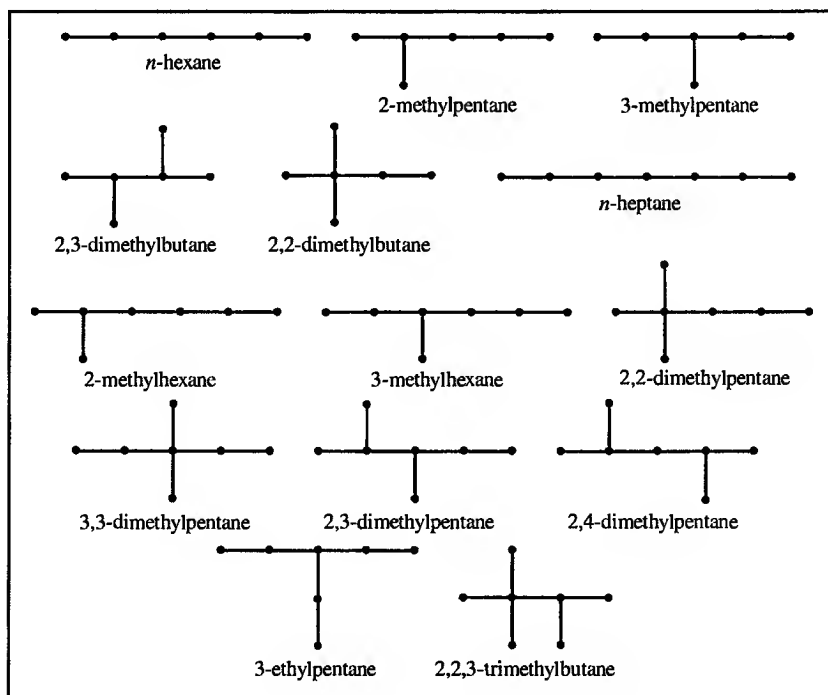 n-hexane
2-methylpentane
3-methylpentane
2,3-dimethylbutane
2,2-dimethylbutane
n-heptane
2-methylhexane
3-methylhexane
2,2-dimethylpentane
3,3-dimethylpentane
2,3-dimethylpentane
2,4-dimethylpentane
3-ethylpentane
2,2,3-trimethylbutane